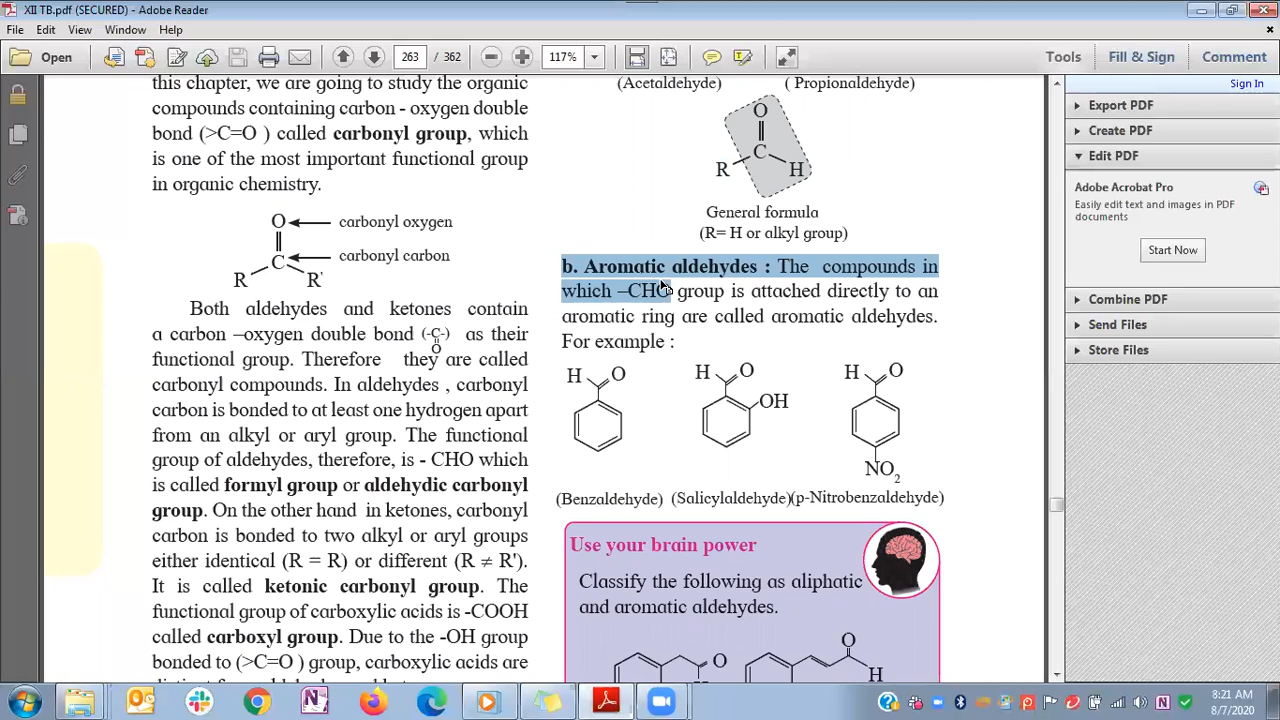 XII TB.pdf (SECURED) - Adobe Reader
File Edit View Window Help
Open 263 / 362 117% Tools Fill & Sign Comment
this chapter, we are going to study the organic
compounds containing carbon - oxygen double
bond (>C=O ) called carbonyl group, which
is one of the most important functional group
in organic chemistry.
O carbonyl oxygen
C carbonyl carbon
R R'
Both aldehydes and ketones contain
a carbon –oxygen double bond (-C-) as their
O
functional group. Therefore they are called
carbonyl compounds. In aldehydes , carbonyl
carbon is bonded to at least one hydrogen apart
from an alkyl or aryl group. The functional
group of aldehydes, therefore, is - CHO which
is called formyl group or aldehydic carbonyl
group. On the other hand in ketones, carbonyl
carbon is bonded to two alkyl or aryl groups
either identical (R = R) or different (R ≠ R').
It is called ketonic carbonyl group. The
functional group of carboxylic acids is -COOH
called carboxyl group. Due to the -OH group
bonded to (>C=O ) group, carboxylic acids are
(Acetaldehyde) ( Propionaldehyde)
O
C
R H
General formula
(R= H or alkyl group)
b. Aromatic aldehydes : The compounds in
which –CHO group is attached directly to an
aromatic ring are called aromatic aldehydes.
For example :
H O H O H O
OH
NO2
(Benzaldehyde) (Salicylaldehyde)(p-Nitrobenzaldehyde)
Use your brain power
Classify the following as aliphatic
and aromatic aldehydes.
O
O
H
Sign In
Export PDF
Create PDF
Edit PDF
Adobe Acrobat Pro
Easily edit text and images in PDF
documents
Start Now
Combine PDF
Send Files
Store Files
8:21 AM
8/7/2020